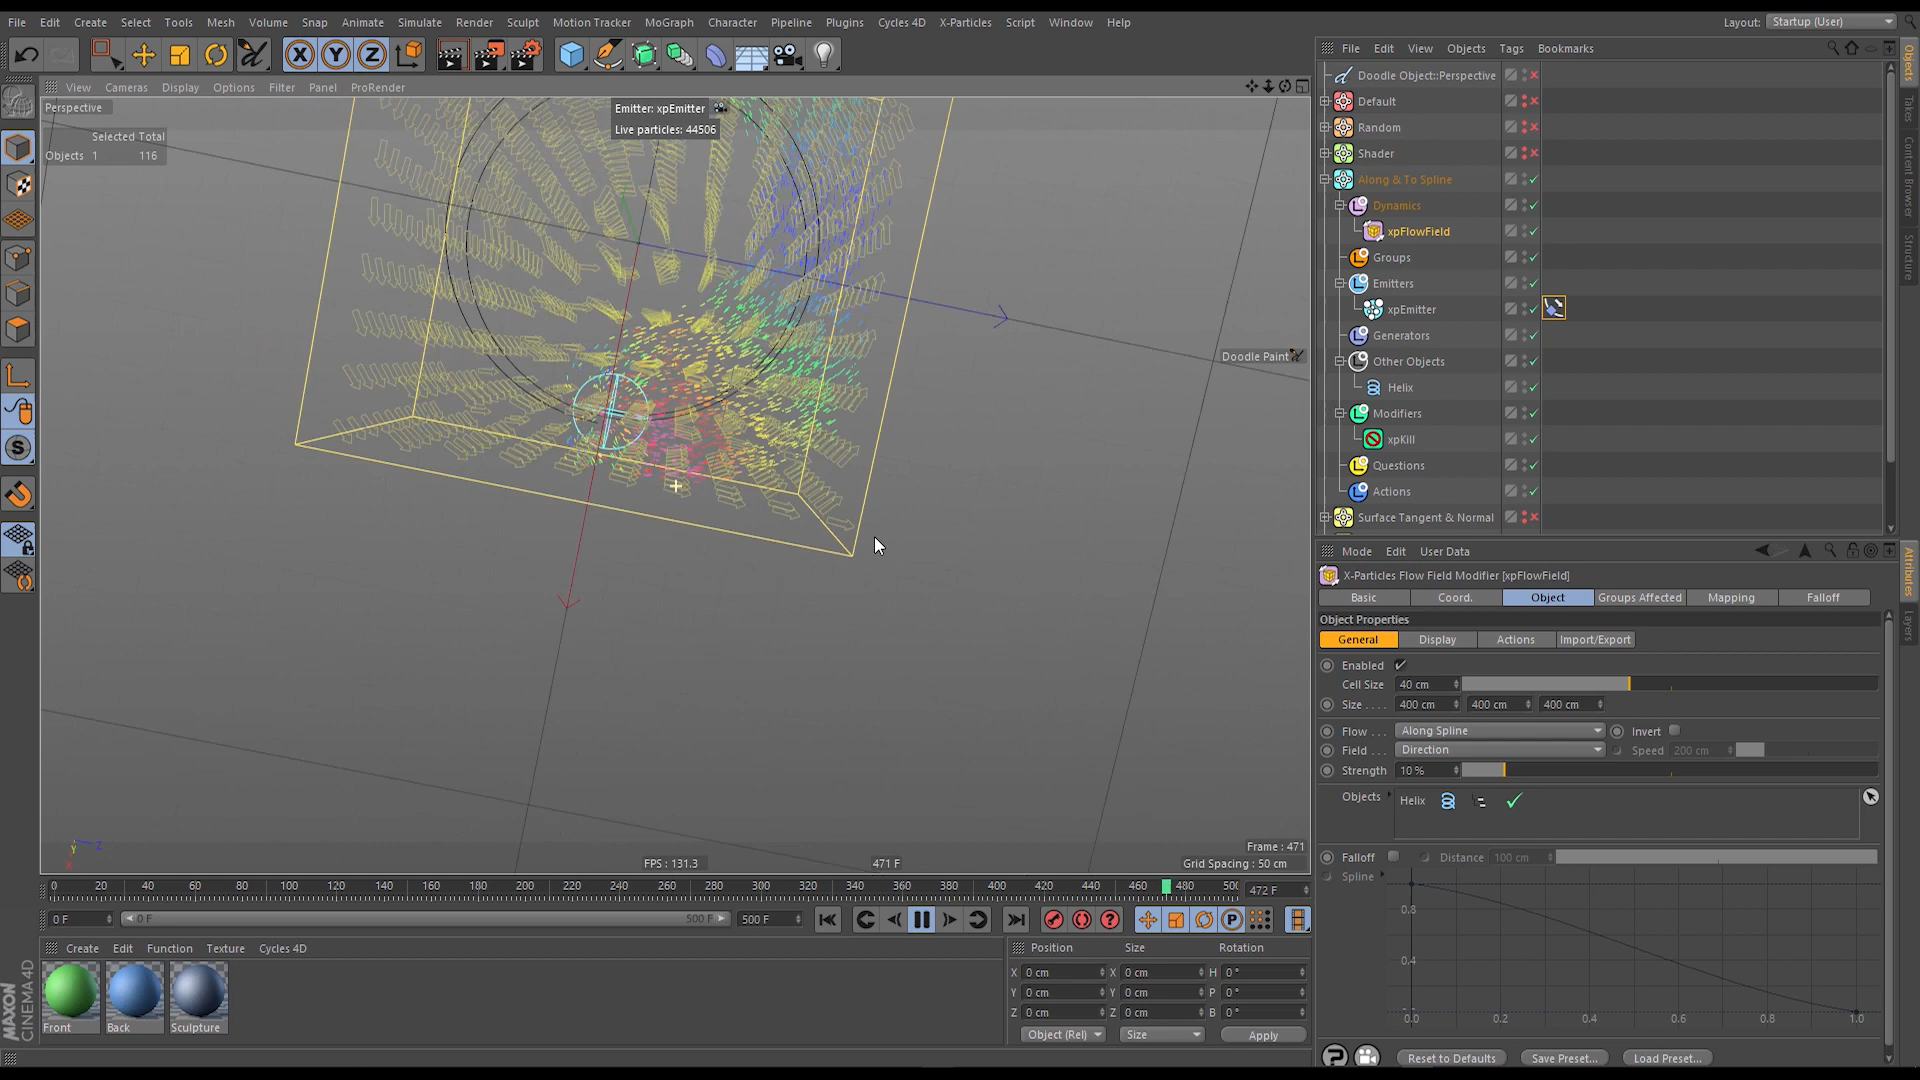 File Edit Create Select Tools Mesh Volume Snap Animate Simulate Render Sculpt Motion Tracker MoGraph Character Pipeline Plugins Cycles 4D X-Particles Script Window Help Layout: Startup (User)
File Edit View Objects Tags Bookmarks
Objects
Takes
Content Browser
Structure
View Cameras Display Options Filter Panel ProRender
Perspective
Emitter: xpEmitter
Live particles: 44506
Selected Total
Objects 1 116
Doodle Paint
Frame : 471
FPS : 131.3
471 F
Grid Spacing : 50 cm
Doodle Object::Perspective
Default
Random
Shader
Along & To Spline
Dynamics
xpFlowField
Groups
Emitters
xpEmitter
Generators
Other Objects
Helix
Modifiers
xpKill
Questions
Actions
Surface Tangent & Normal
Mode Edit User Data
Attributes
Layers
X-Particles Flow Field Modifier [xpFlowField]
Basic Coord. Object Groups Affected Mapping Falloff
Object Properties
General Display Actions Import/Export
Enabled
Cell Size 40 cm
Size . . . . 400 cm 400 cm 400 cm
Flow . . . Along Spline Invert
Field . . . Direction Speed 200 cm
Strength 10 %
Objects Helix
Falloff Distance 100 cm
Spline
0.8
0.4
0.0 0.2 0.4 0.6 0.8 1.0
Reset to Defaults Save Preset... Load Preset...
0 20 40 60 80 100 120 140 160 180 200 220 240 260 280 300 320 340 360 380 400 420 440 460 480 500 472 F
0 F 0 F 500 F 500 F
Create Edit Function Texture Cycles 4D
Front Back Sculpture
Position Size Rotation
X 0 cm X 0 cm H 0 °
Y 0 cm Y 0 cm P 0 °
Z 0 cm Z 0 cm B 0 °
Object (Rel) Size Apply
MAXON
CINEMA 4D